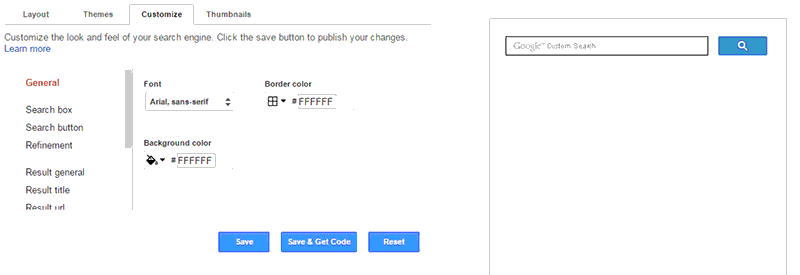 Layout
Themes
Customize
Thumbnails
Customize the look and feel of your search engine. Click the save button to publish your changes.
Learn more
General
Search box
Search button
Refinement
Result general
Result title
Result url
Font
Arial, sans-serif
Border color
# FFFFFF
Background color
# FFFFFF
Save
Save & Get Code
Reset
Google™ Custom Search